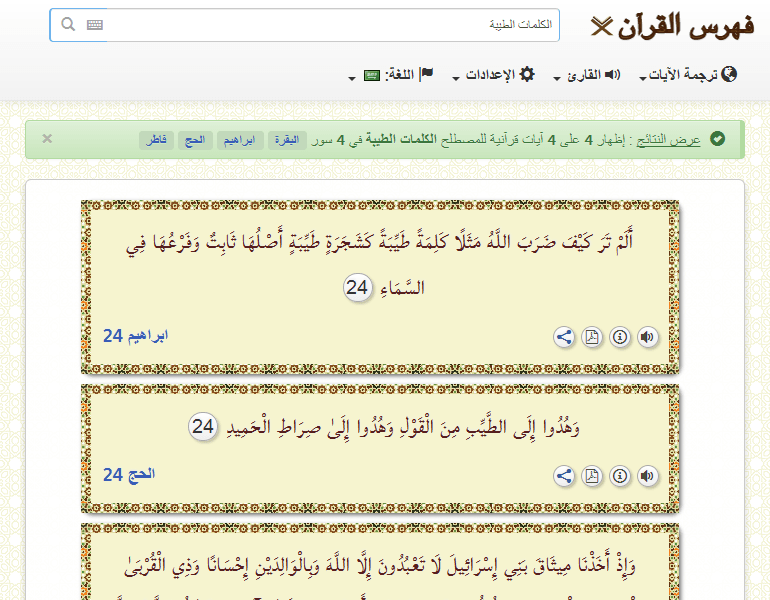 فهرس القرآن
الكلمات الطيبة
ترجمة الآيات
القارئ
الإعدادات
اللغة:
عرض النتائج : إظهار 4 على 4 آيات قرآنية للمصطلح الكلمات الطيبة في 4 سور البقرة ابراهيم الحج فاطر
أَلَمْ تَرَ كَيْفَ ضَرَبَ اللَّهُ مَثَلًا كَلِمَةً طَيِّبَةً كَشَجَرَةٍ طَيِّبَةٍ أَصْلُهَا ثَابِتٌ وَفَرْعُهَا فِي
السَّمَاءِ 24
ابراهيم 24
وَهُدُوا إِلَى الطَّيِّبِ مِنَ الْقَوْلِ وَهُدُوا إِلَىٰ صِرَاطِ الْحَمِيدِ 24
الحج 24
وَإِذْ أَخَذْنَا مِيثَاقَ بَنِي إِسْرَائِيلَ لَا تَعْبُدُونَ إِلَّا اللَّهَ وَبِالْوَالِدَيْنِ إِحْسَانًا وَذِي الْقُرْبَىٰ